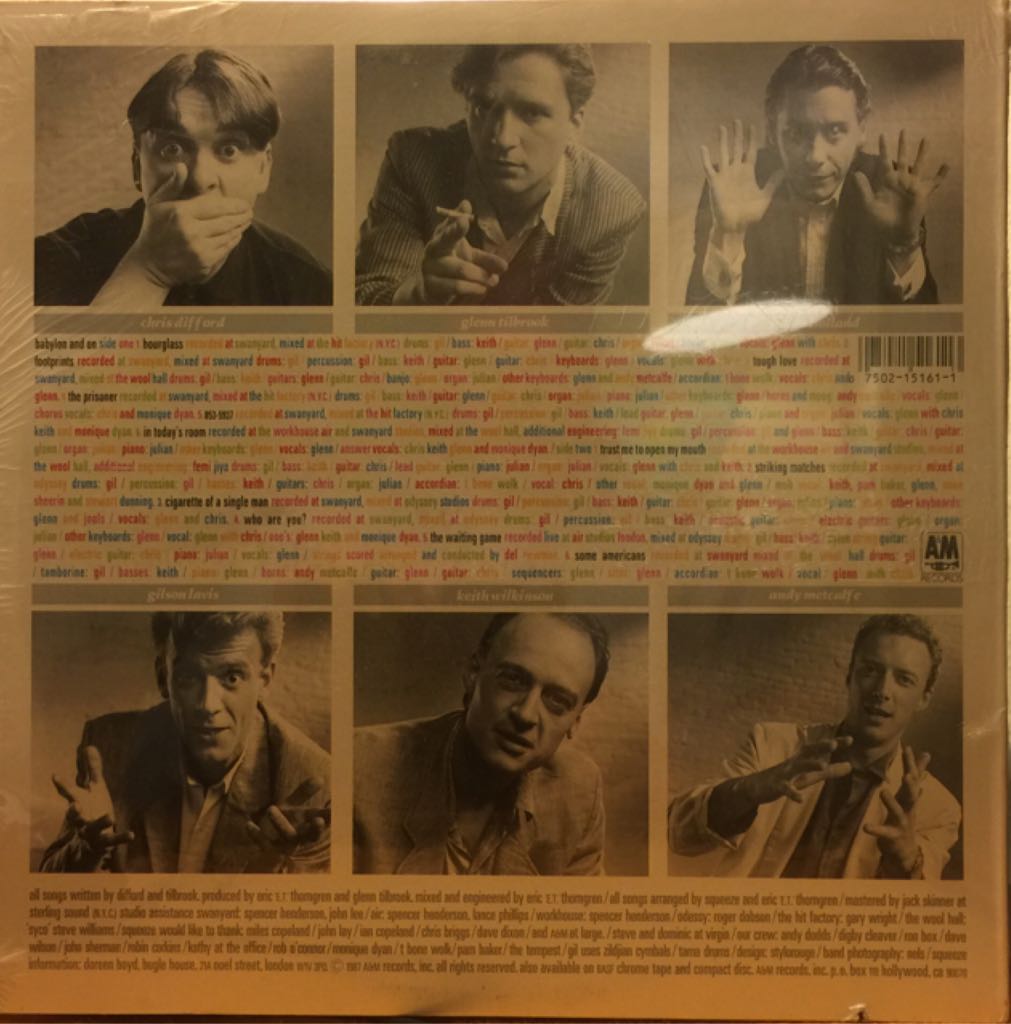 chris difford glenn tilbrook
babylon and on side one 1 hourglass recorded at swanyard, mixed at the hit factory (N.Y.C.) drums: gil / bass: keith / guitar: glenn / guitar: chris / vocals: glenn with chris. 2.
footprints recorded at swanyard, mixed at swanyard drums: gil / percussion: gil / bass: keith / guitar: glenn / guitar: chris / keyboards: glenn / vocals: glenn with chris 3. tough love recorded at
7502-15161-1
swanyard, mixed at the wool hall drums: gil / bass: keith / guitars: glenn / guitar: chris / banjo: glenn / organ: julian / other keyboards: glenn and andy metcalfe / accordian: t bone wolk / vocals: chris and
glenn. 4. the prisoner recorded at swanyard, mixed at the hit factory (N.Y.C.) drums: gil / bass: keith / guitar: glenn / guitar: chris / organ: julian / piano: julian / other keyboards: glenn / horns and moog: andy / vocals: glenn /
chorus vocals: chris and monique dyan. 5. 853-5937 recorded at swanyard, mixed at the hit factory (N.Y.C.) drums: gil / percussion: gil / bass: keith / lead guitar: glenn / guitar: chris / piano and organ: julian / vocals: glenn with chris
keith and monique dyan. 6. in today's room recorded at the workhouse air and swanyard studios, mixed at the wool hall, additional engineering: femi jiya drums: gil / percussion: gil and glenn / bass: keith / guitar: chris / guitar:
glenn / organ: julian / piano: julian / other keyboards: glenn / vocals: glenn / answer vocals: chris keith and monique dyan / side two 1 trust me to open my mouth recorded at the workhouse air and swanyard studios, mixed at
the wool hall, additional engineering: femi jiya drums: gil / bass: keith / guitar: chris / lead guitar: glenn / piano: julian / organ: julian / vocals: glenn with chris and keith. 2. striking matches recorded at swanyard, mixed at
odyssey drums: gil / percussion: gil / basses: keith / guitars: chris / organ: julian / accordian: t bone wolk / vocal: chris / other vocals: monique dyan and glenn / keith, pam baker, glenn,
sheerin and dunning. 3. cigarette of a single man recorded at swanyard, mixed at odyssey studios drums: gil / percussion: gil / bass: keith / guitar: chris / guitar: glenn / organ, piano: other keyboards:
glenn and jools / vocals: glenn and chris. 4. who are you? recorded at swanyard, mixed at odyssey drums: gil / percussion: gil / bass: keith / acoustic guitar: / electric guitars: glenn / organ:
julian / other keyboards: glenn / vocal: glenn with chris / ooo's: glenn keith and monique dyan. 5. the waiting game recorded live at air studios london, mixed at odyssey drums: gil / bass: keith / guitar:
glenn / electric guitar: chris / piano: julian / vocals: glenn / strings scored arranged and conducted by del newman. 6. some americans recorded at swanyard mixed at the wool hall drums: gil
/ tamborine: gil / basses: keith / piano: glenn / horns: andy metcalfe / guitar: glenn / guitar: chris / sequencers: glenn / sitar: glenn / accordian: t bone wolk / vocal: glenn with chris
AM
RECORDS
gilson lavis keith wilkinson andy metcalfe
all songs written by difford and tilbrook. produced by eric E.T. thorngren and glenn tilbrook. mixed and engineered by eric E.T. thorngren / all songs arranged by squeeze and eric E.T. thorngren / mastered by jack skinner at
sterling sound (N.Y.C.) studio assistance swanyard: spencer henderson, john lee / air: spencer henderson, lance phillips / workhouse: spencer henderson / odessy: roger dobson / the hit factory: gary wright / the wool hall:
'syco' steve williams / squeeze would like to thank: miles copeland / john lay / ian copeland / chris briggs / dave dixon / and A&M at large. / steve and dominic at virgin / our crew: andy dodds / digby cleaver / ron box / dave
wilson / john sherman / robin corkins / kathy at the office / rob o'connor / monique dyan / t bone wolk / pam baker / the tempest / gil uses zildjian cymbals / tama drums / design: stylorouge / band photography: nels / squeeze
information: doreen boyd, bugle house, 21A noel street, london W1V 3PD. © 1987 A&M records, inc. all rights reserved. also available on BASF chrome tape and compact disc. A&M records, inc. p.o. box 118 hollywood, ca 90078